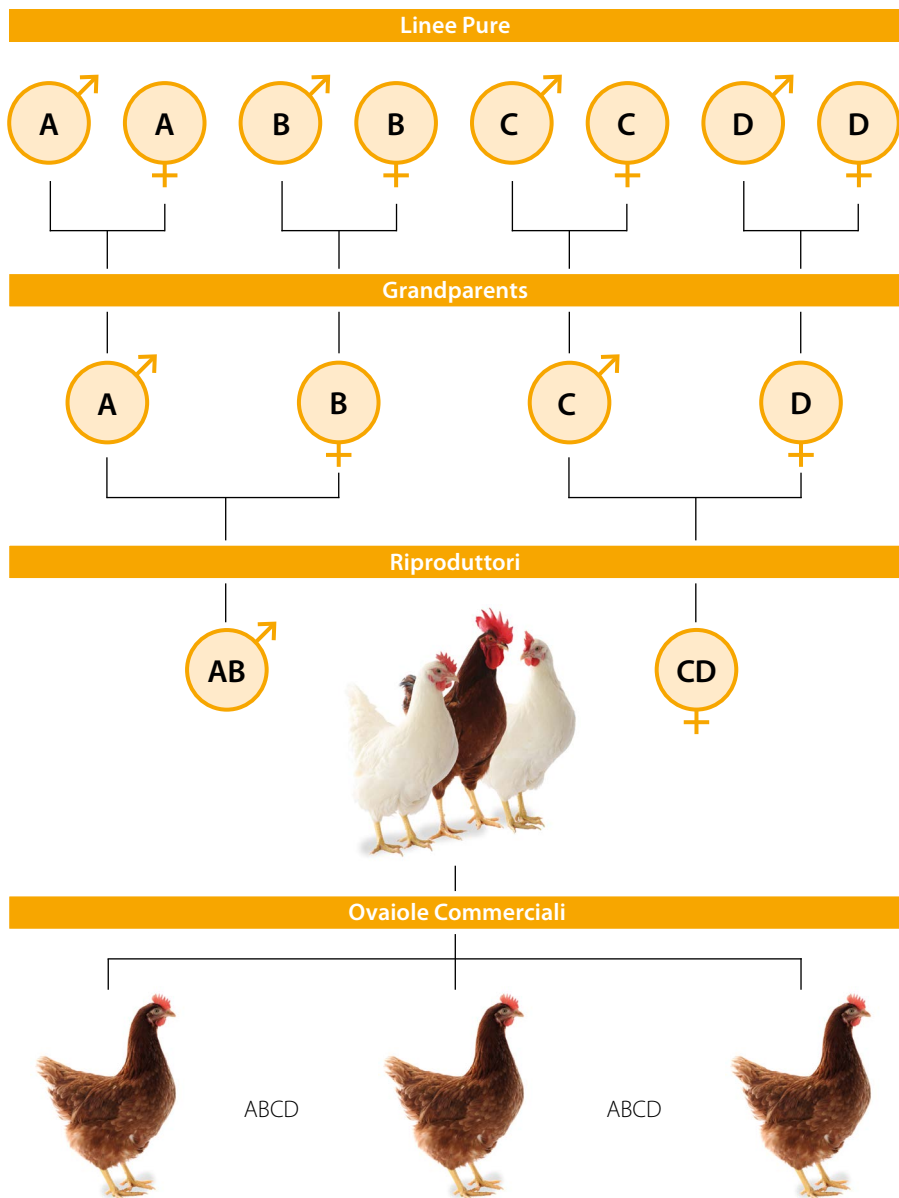 Linee Pure
A A B B C C D D
Grandparents
A B C D
Riproduttori
AB CD
Ovaiole Commerciali
ABCD ABCD